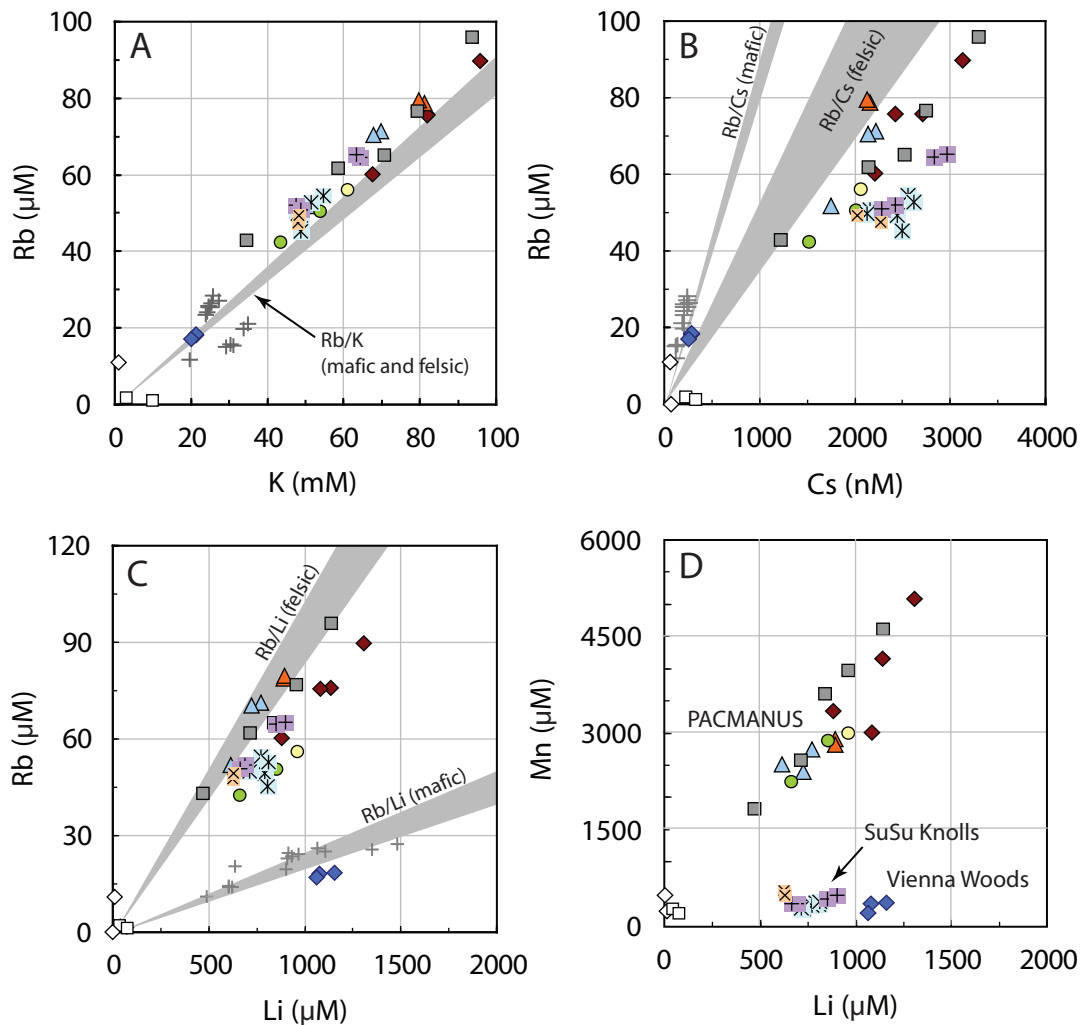 A
100
80
60
40
20
0
Rb (µM)
Rb/K
(mafic and felsic)
0
20
40
60
80
100
K (mM)
B
100
80
60
40
20
0
Rb (µM)
Rb/Cs (mafic)
Rb/Cs (felsic)
0
1000
2000
3000
4000
Cs (nM)
C
120
90
60
30
0
Rb (µM)
Rb/Li (felsic)
Rb/Li (mafic)
0
500
1000
1500
2000
Li (µM)
D
6000
4500
3000
1500
0
Mn (µM)
PACMANUS
SuSu Knolls
Vienna Woods
0
500
1000
1500
2000
Li (µM)